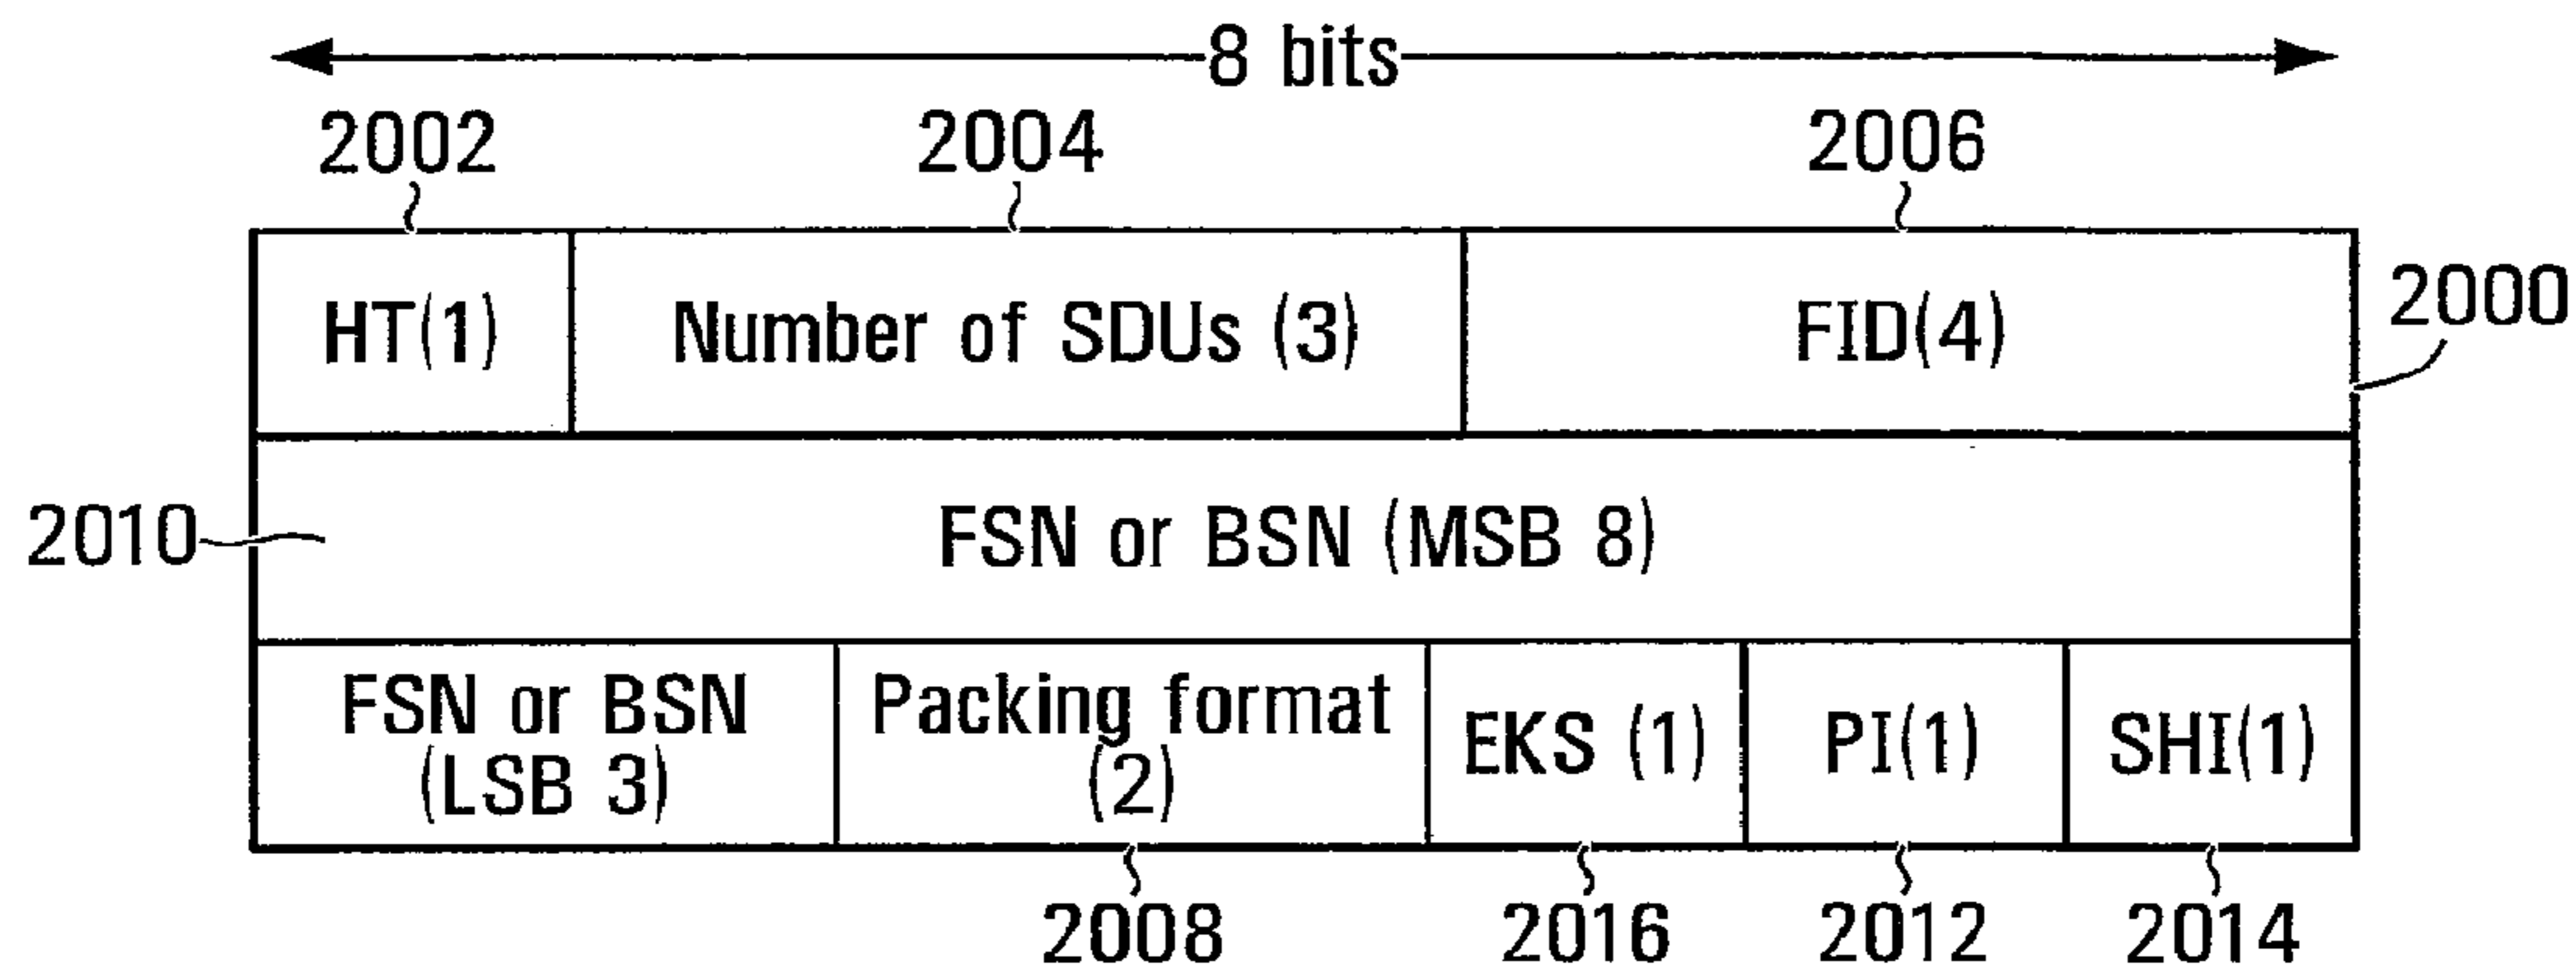 8 bits
2002 2004 2006
HT(1) Number of SDUs (3) FID(4) 2000
2010 FSN or BSN (MSB 8)
FSN or BSN (LSB 3) Packing format (2) EKS (1) PI(1) SHI(1)
2008 2016 2012 2014